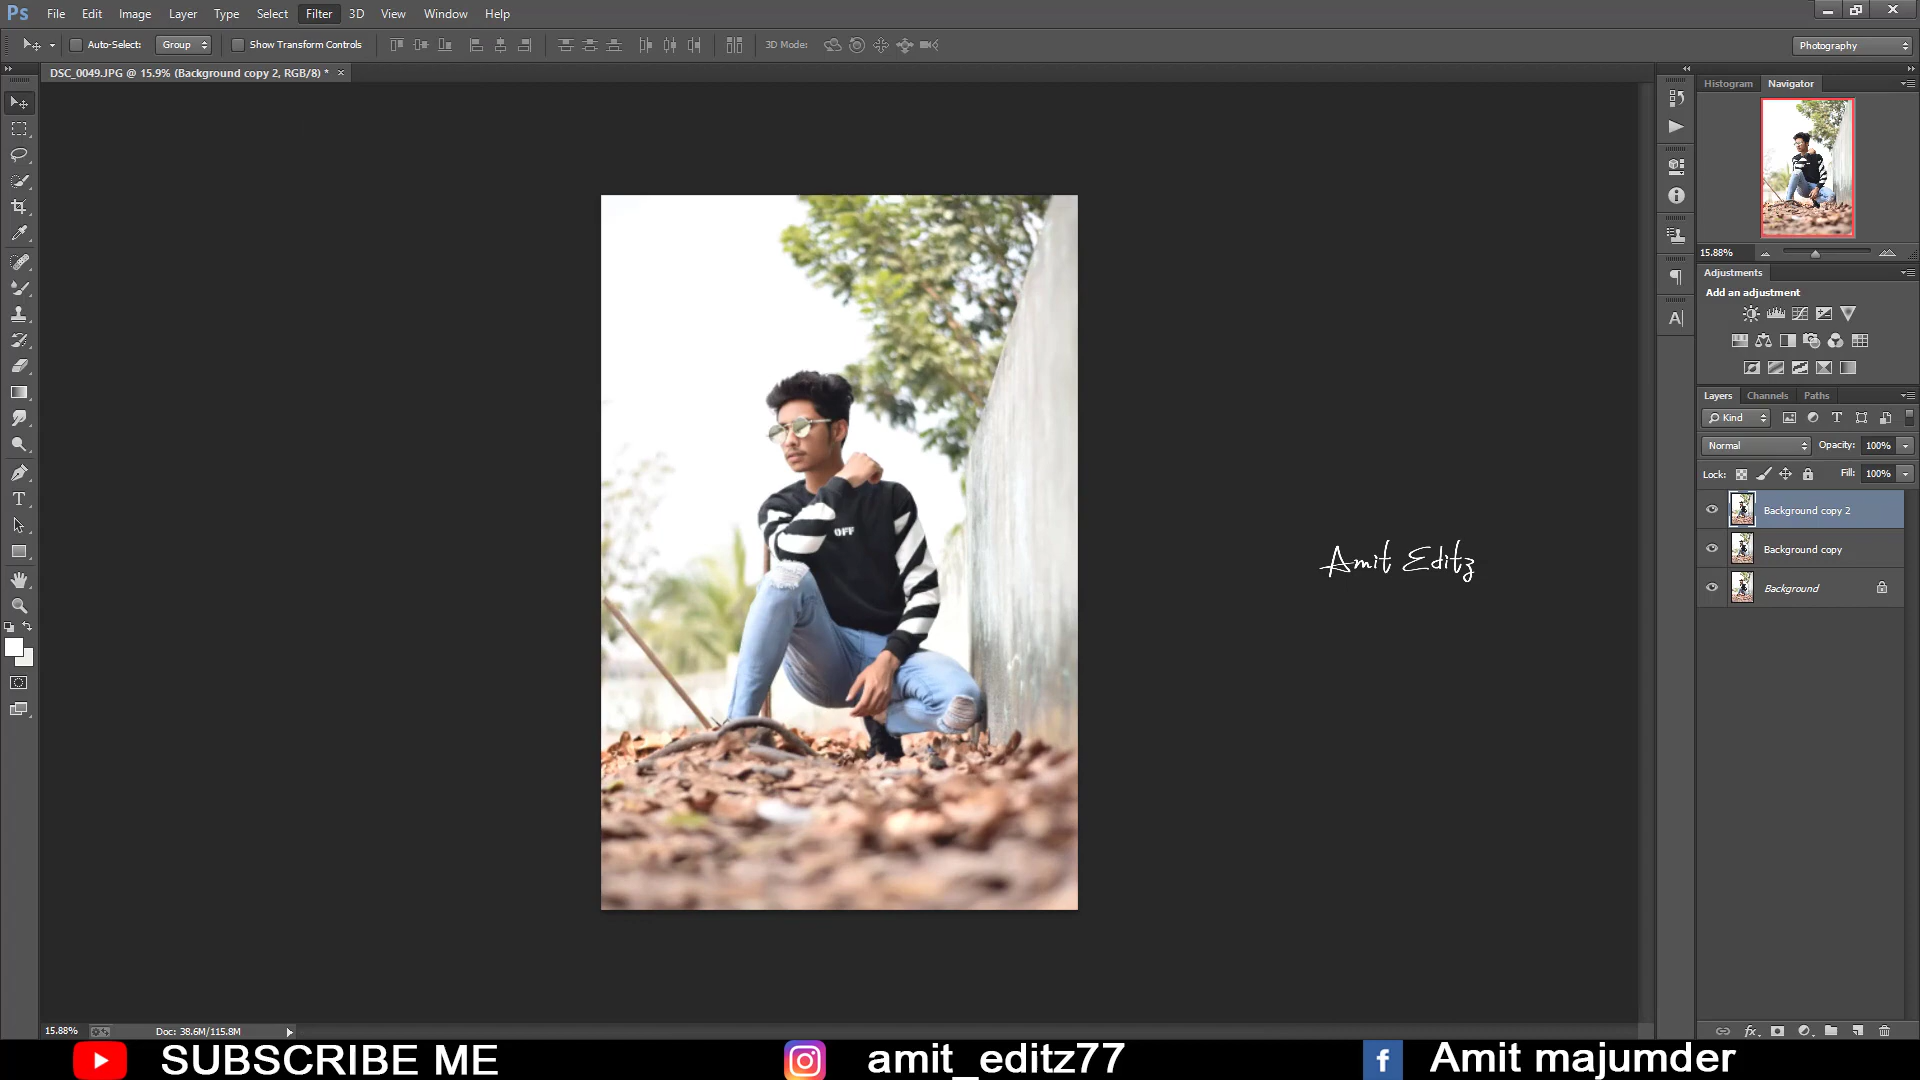 Ps File Edit Image Layer Type Select Filter 3D View Window Help
Auto-Select: Group Show Transform Controls 3D Mode: Photography
DSC_0049.JPG @ 15.9% (Background copy 2, RGB/8) * ×
Histogram Navigator
15.88%
Adjustments
Add an adjustment
Layers Channels Paths
Kind
Normal Opacity: 100%
Lock: Fill: 100%
Background copy 2
Background copy
Background
OFF
Amit Editz
15.88% Doc: 38.6M/115.8M
SUBSCRIBE ME amit_editz77 Amit majumder